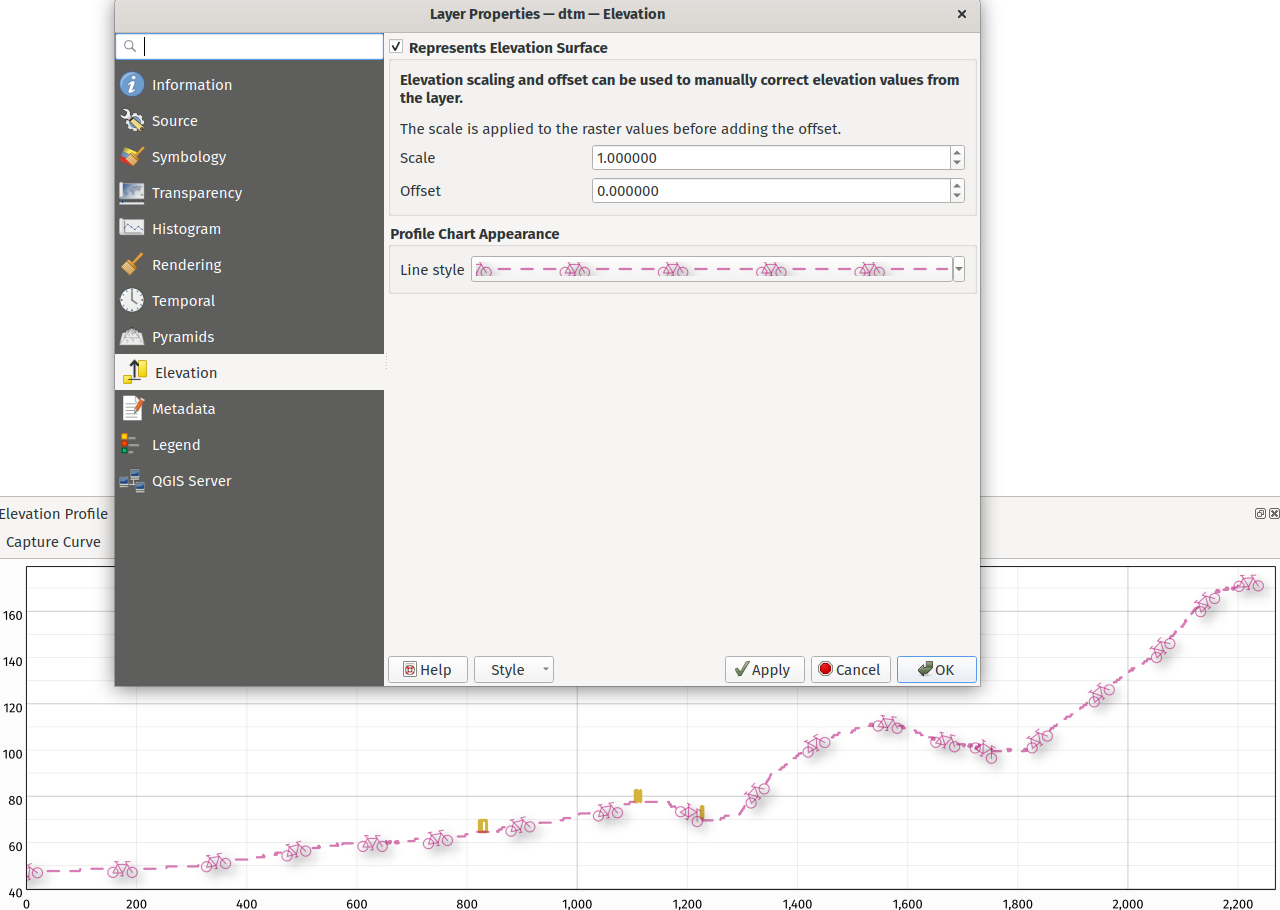 Layer Properties — dtm — Elevation
Information
Source
Symbology
Transparency
Histogram
Rendering
Temporal
Pyramids
Elevation
Metadata
Legend
QGIS Server
Represents Elevation Surface
Elevation scaling and offset can be used to manually correct elevation values from
the layer.
The scale is applied to the raster values before adding the offset.
Scale
1.000000
Offset
0.000000
Profile Chart Appearance
Line style
Help
Style
Apply
Cancel
OK
Elevation Profile
Capture Curve
160
140
120
100
80
60
40
0
200
400
600
800
1,000
1,200
1,400
1,600
1,800
2,000
2,200